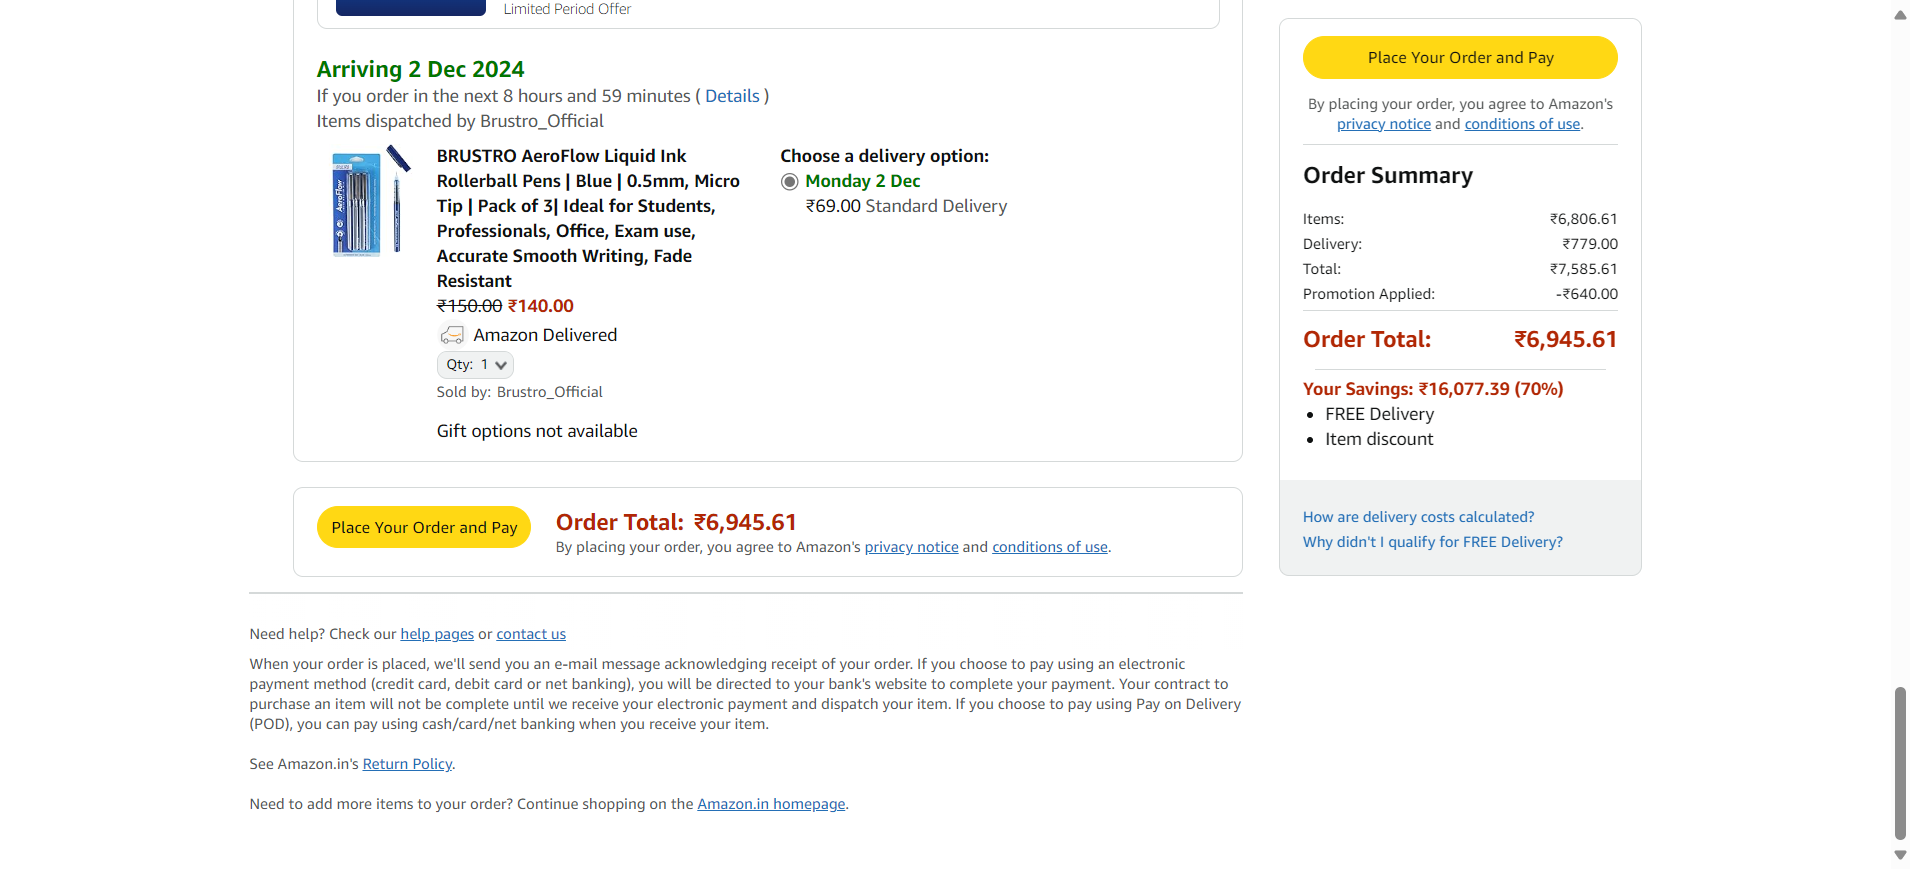 Limited Period Offer
Arriving 2 Dec 2024
If you order in the next 8 hours and 59 minutes ( Details )
Items dispatched by Brustro_Official
BRUSTRO AeroFlow Liquid Ink
Rollerball Pens | Blue | 0.5mm, Micro
Tip | Pack of 3| Ideal for Students,
Professionals, Office, Exam use,
Accurate Smooth Writing, Fade
Resistant
₹150.00 ₹140.00
Amazon Delivered
Qty: 1
Sold by: Brustro_Official
Gift options not available
Choose a delivery option:
Monday 2 Dec
₹69.00 Standard Delivery
AeroFlow
Place Your Order and Pay
Order Total: ₹6,945.61
By placing your order, you agree to Amazon's privacy notice and conditions of use.
Need help? Check our help pages or contact us
When your order is placed, we'll send you an e-mail message acknowledging receipt of your order. If you choose to pay using an electronic
payment method (credit card, debit card or net banking), you will be directed to your bank's website to complete your payment. Your contract to
purchase an item will not be complete until we receive your electronic payment and dispatch your item. If you choose to pay using Pay on Delivery
(POD), you can pay using cash/card/net banking when you receive your item.
See Amazon.in's Return Policy.
Need to add more items to your order? Continue shopping on the Amazon.in homepage.
Place Your Order and Pay
By placing your order, you agree to Amazon's
privacy notice and conditions of use.
Order Summary
Items: ₹6,806.61
Delivery: ₹779.00
Total: ₹7,585.61
Promotion Applied: -₹640.00
Order Total: ₹6,945.61
Your Savings: ₹16,077.39 (70%)
• FREE Delivery
• Item discount
How are delivery costs calculated?
Why didn't I qualify for FREE Delivery?